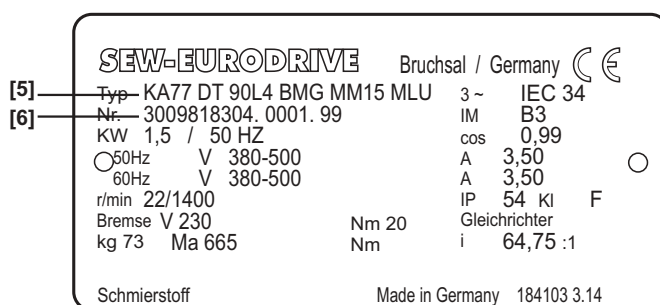 SEW-EURODRIVE Bruchsal / Germany CE
[5] Typ KA77 DT 90L4 BMG MM15 MLU 3 ~ IEC 34
[6] Nr. 3009818304. 0001. 99 IM B3
KW 1,5 / 50 HZ cos 0,99
50Hz V 380-500 A 3,50
60Hz V 380-500 A 3,50
r/min 22/1400 IP 54 Kl F
Bremse V 230 Nm 20 Gleichrichter
kg 73 Ma 665 Nm i 64,75 :1
Schmierstoff Made in Germany 184103 3.14